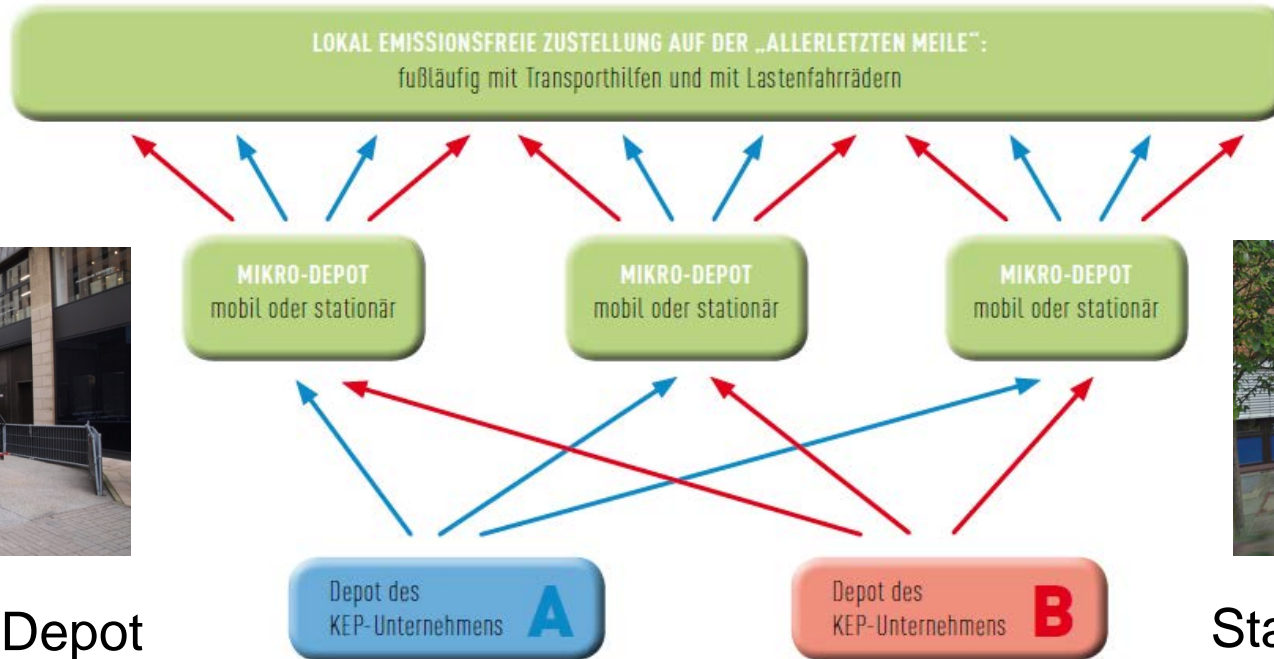 LOKAL EMISSIONSFREIE ZUSTELLUNG AUF DER „ALLERLETZTEN MEILE“:
fußläufig mit Transporthilfen und mit Lastenfahrrädern
MIKRO-DEPOT
mobil oder stationär
MIKRO-DEPOT
mobil oder stationär
MIKRO-DEPOT
mobil oder stationär
Depot des
KEP-Unternehmens A
Depot des
KEP-Unternehmens B
Depot